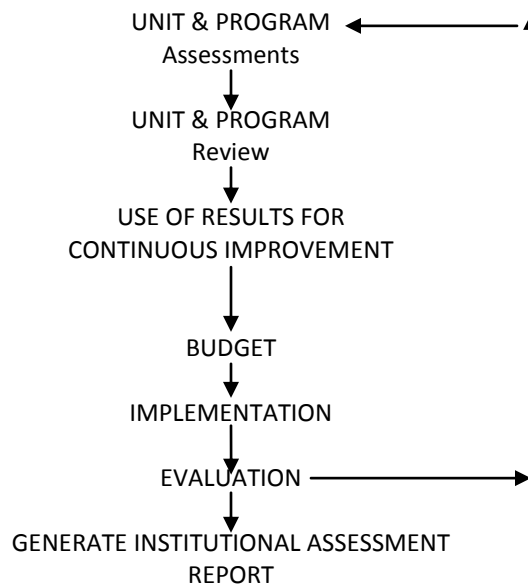 UNIT & PROGRAM
Assessments
UNIT & PROGRAM
Review
USE OF RESULTS FOR
CONTINUOUS IMPROVEMENT
BUDGET
IMPLEMENTATION
EVALUATION
GENERATE INSTITUTIONAL ASSESSMENT
REPORT